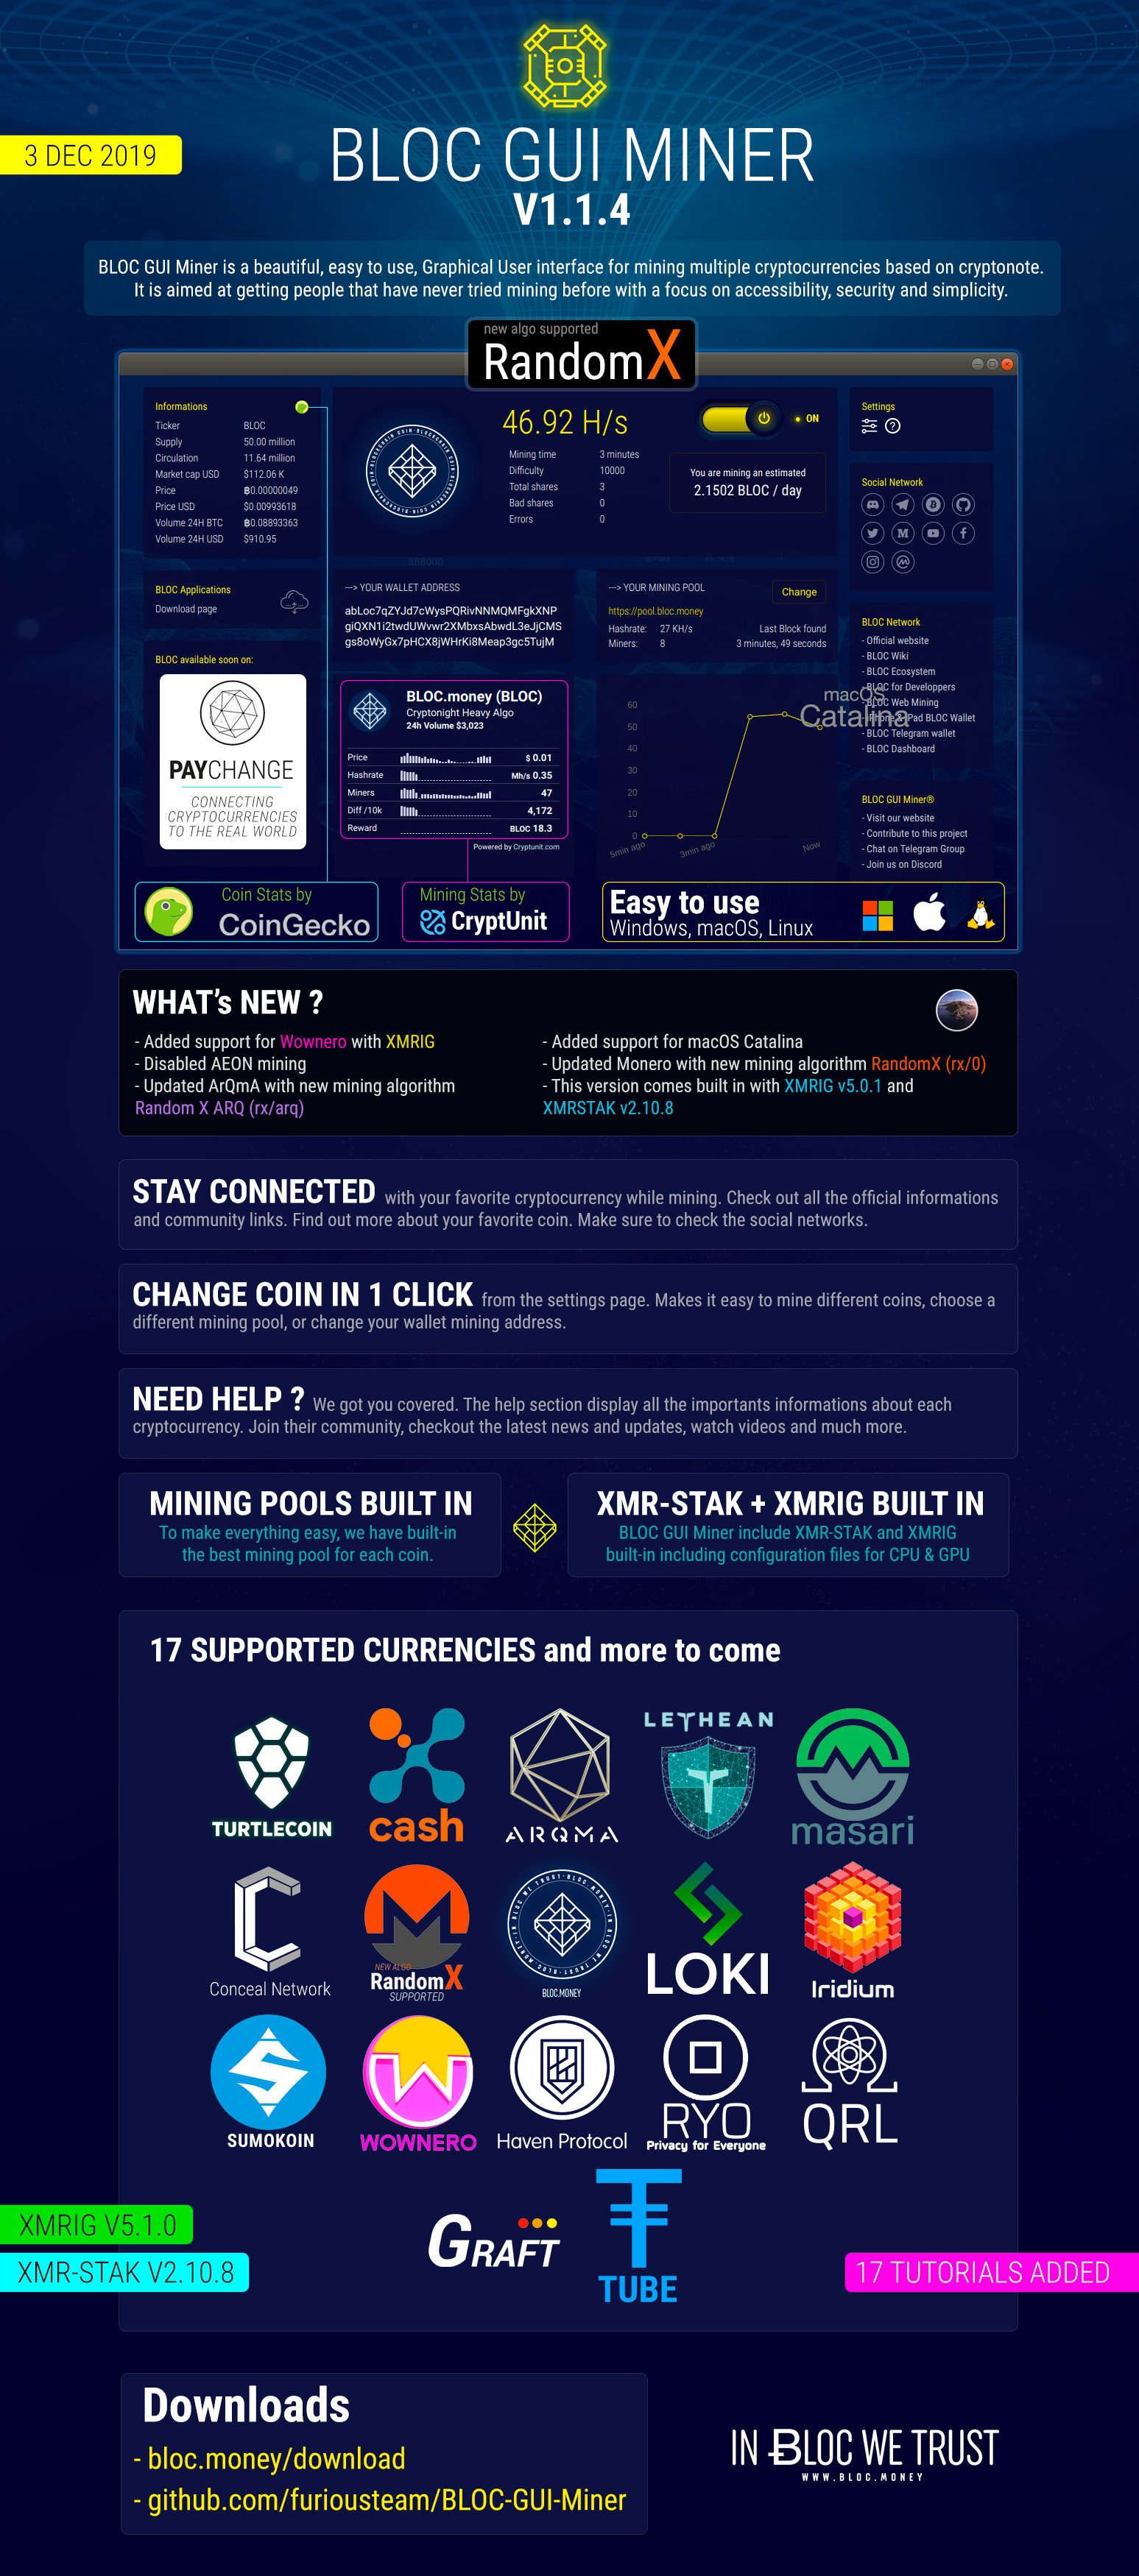 3 DEC 2019
BLOC GUI MINER
V1.1.4
BLOC GUI Miner is a beautiful, easy to use, Graphical User interface for mining multiple cryptocurrencies based on cryptonote.
It is aimed at getting people that have never tried mining before with a focus on accessibility, security and simplicity.
new algo supported
RandomX
Informations
Ticker BLOC
Supply 50.00 million
Circulation 11.64 million
Market cap USD $112.06 K
Price ฿0.00000049
Price USD $0.00993618
Volume 24H BTC ฿0.08893363
Volume 24H USD $910.95
BLOC Applications
Download page
BLOC available soon on:
PAYCHANGE
CONNECTING
CRYPTOCURRENCIES
TO THE REAL WORLD
46.92 H/s
Mining time 3 minutes
Difficulty 10000
Total shares 3
Bad shares 0
Errors 0
ON
You are mining an estimated
2.1502 BLOC / day
---> YOUR WALLET ADDRESS
abLoc7qZYJd7cWysPQRivNNMQMFgkXNP
giQXN1i2twdUWvwr2XMbxsAbwdL3eJjCMS
gs8oWyGx7pHCX8jWHrKi8Meap3gc5TujM
---> YOUR MINING POOL
Change
https://pool.bloc.money
Hashrate: 27 KH/s Last Block found
Miners: 8 3 minutes, 49 seconds
BLOC.money (BLOC)
Cryptonight Heavy Algo
24h Volume $3,023
Price $ 0.01
Hashrate Mh/s 0.35
Miners 47
Diff /10k 4,172
Reward BLOC 18.3
Powered by Cryptunit.com
60
50
40
30
20
10
0
5min ago 3min ago Now
macOS
Catalina
Settings
Social Network
BLOC Network
- Official website
- BLOC Wiki
- BLOC Ecosystem
- BLOC for Developpers
- BLOC Web Mining
- iPhone & iPad BLOC Wallet
- BLOC Telegram wallet
- BLOC Dashboard
BLOC GUI Miner®
- Visit our website
- Contribute to this project
- Chat on Telegram Group
- Join us on Discord
Coin Stats by
CoinGecko
Mining Stats by
CryptUnit
Easy to use
Windows, macOS, Linux
WHAT's NEW ?
- Added support for Wownero with XMRIG
- Disabled AEON mining
- Updated ArQmA with new mining algorithm
Random X ARQ (rx/arq)
- Added support for macOS Catalina
- Updated Monero with new mining algorithm RandomX (rx/0)
- This version comes built in with XMRIG v5.0.1 and
XMRSTAK v2.10.8
STAY CONNECTED with your favorite cryptocurrency while mining. Check out all the official informations
and community links. Find out more about your favorite coin. Make sure to check the social networks.
CHANGE COIN IN 1 CLICK from the settings page. Makes it easy to mine different coins, choose a
different mining pool, or change your wallet mining address.
NEED HELP ? We got you covered. The help section display all the importants informations about each
cryptocurrency. Join their community, checkout the latest news and updates, watch videos and much more.
MINING POOLS BUILT IN
To make everything easy, we have built-in
the best mining pool for each coin.
XMR-STAK + XMRIG BUILT IN
BLOC GUI Miner include XMR-STAK and XMRIG
built-in including configuration files for CPU & GPU
17 SUPPORTED CURRENCIES and more to come
TURTLECOIN
cash
ARQMA
LETHEAN
masari
Conceal Network
NEW ALGO
RandomX
SUPPORTED
BLOC.MONEY
LOKI
Iridium
SUMOKOIN
WOWNERO
Haven Protocol
RYO
Privacy for Everyone
QRL
GRAFT
TUBE
XMRIG V5.1.0
XMR-STAK V2.10.8
17 TUTORIALS ADDED
Downloads
- bloc.money/download
- github.com/furiousteam/BLOC-GUI-Miner
IN BLOC WE TRUST
WWW.BLOC.MONEY